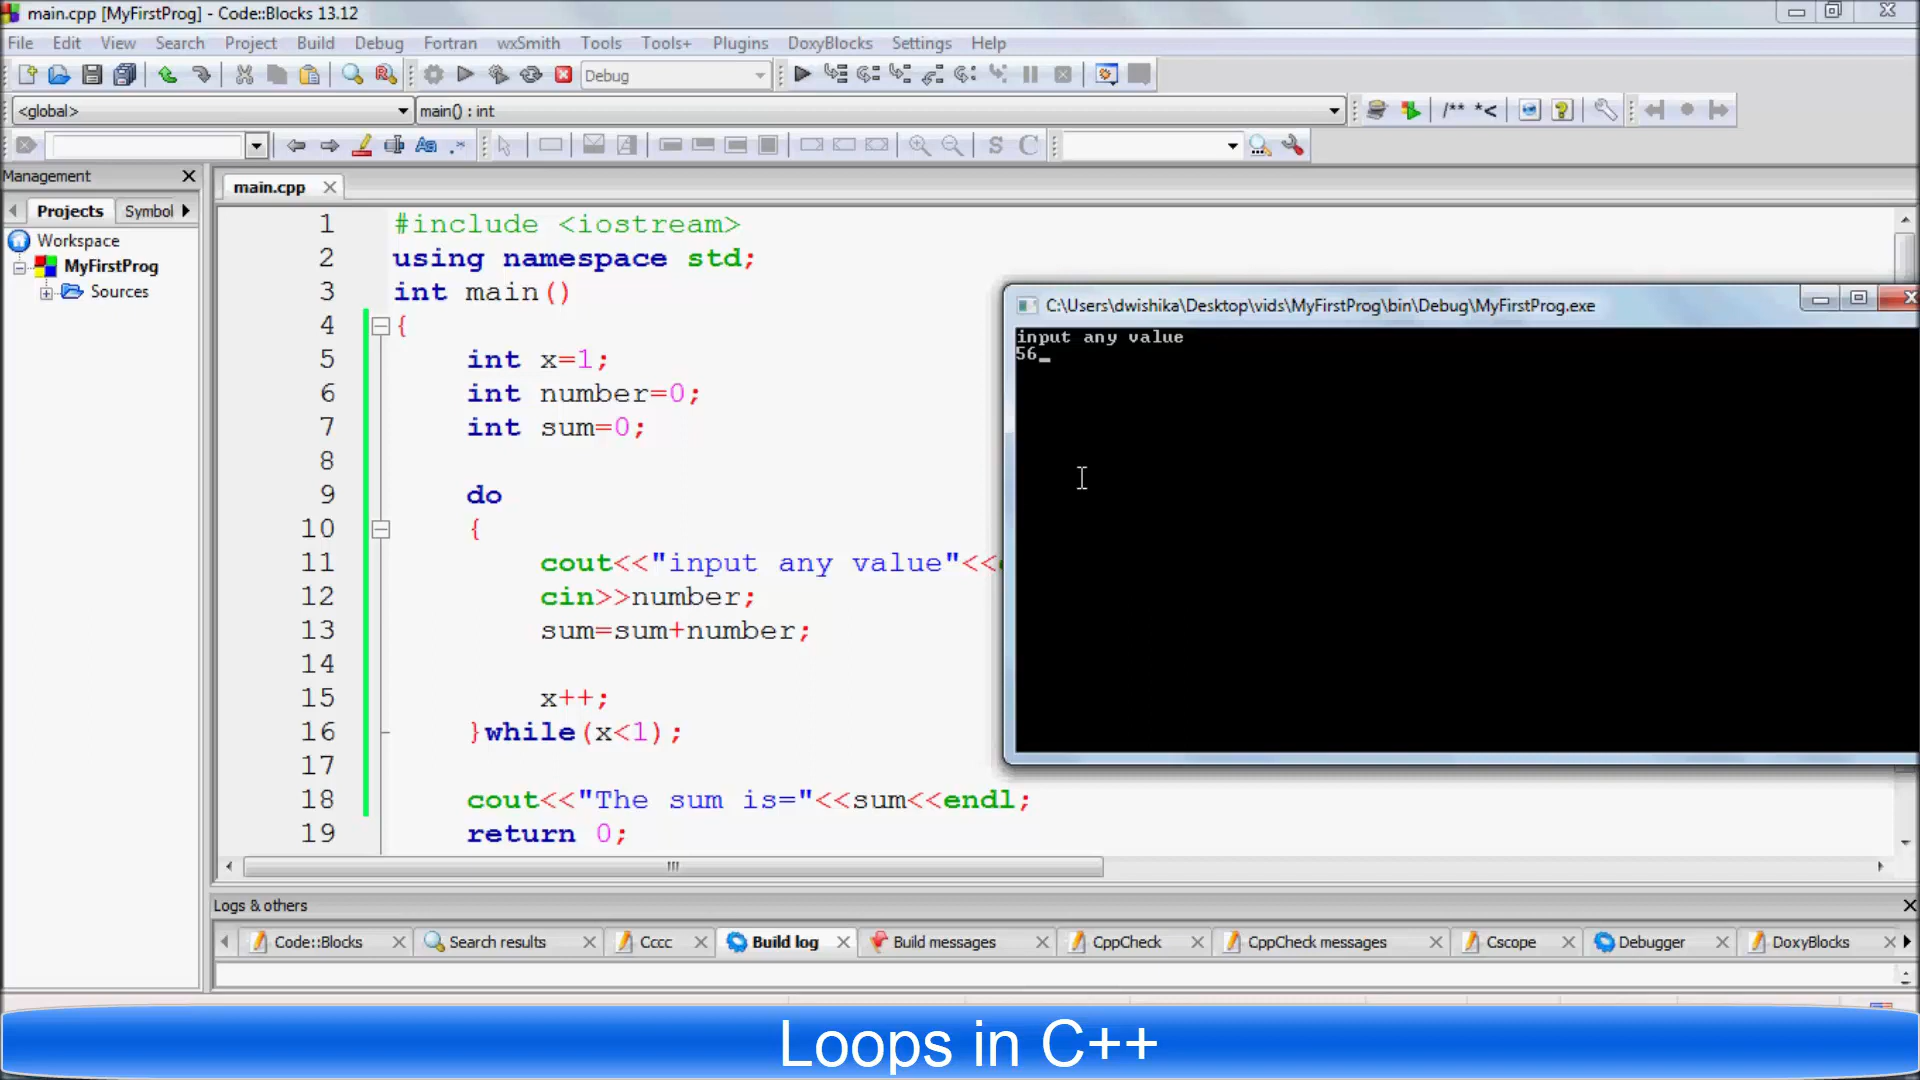 main.cpp [MyFirstProg] - Code::Blocks 13.12
File Edit View Search Project Build Debug Fortran wxSmith Tools Tools+ Plugins DoxyBlocks Settings Help
Debug
<global> main() : int /** *<
Aa .* S C
Management
main.cpp
Projects Symbol
Workspace
MyFirstProg
Sources
1 #include <iostream>
2 using namespace std;
3 int main()
4 {
5 int x=1;
6 int number=0;
7 int sum=0;
8
9 do
10 {
11 cout<<"input any value"<<
12 cin>>number;
13 sum=sum+number;
14
15 x++;
16 }while(x<1);
17
18 cout<<"The sum is="<<sum<<endl;
19 return 0;
C:\Users\dwishika\Desktop\vids\MyFirstProg\bin\Debug\MyFirstProg.exe
input any value
56_
Logs & others
Code::Blocks Search results Cccc Build log Build messages CppCheck CppCheck messages Cscope Debugger DoxyBlocks
Loops in C++